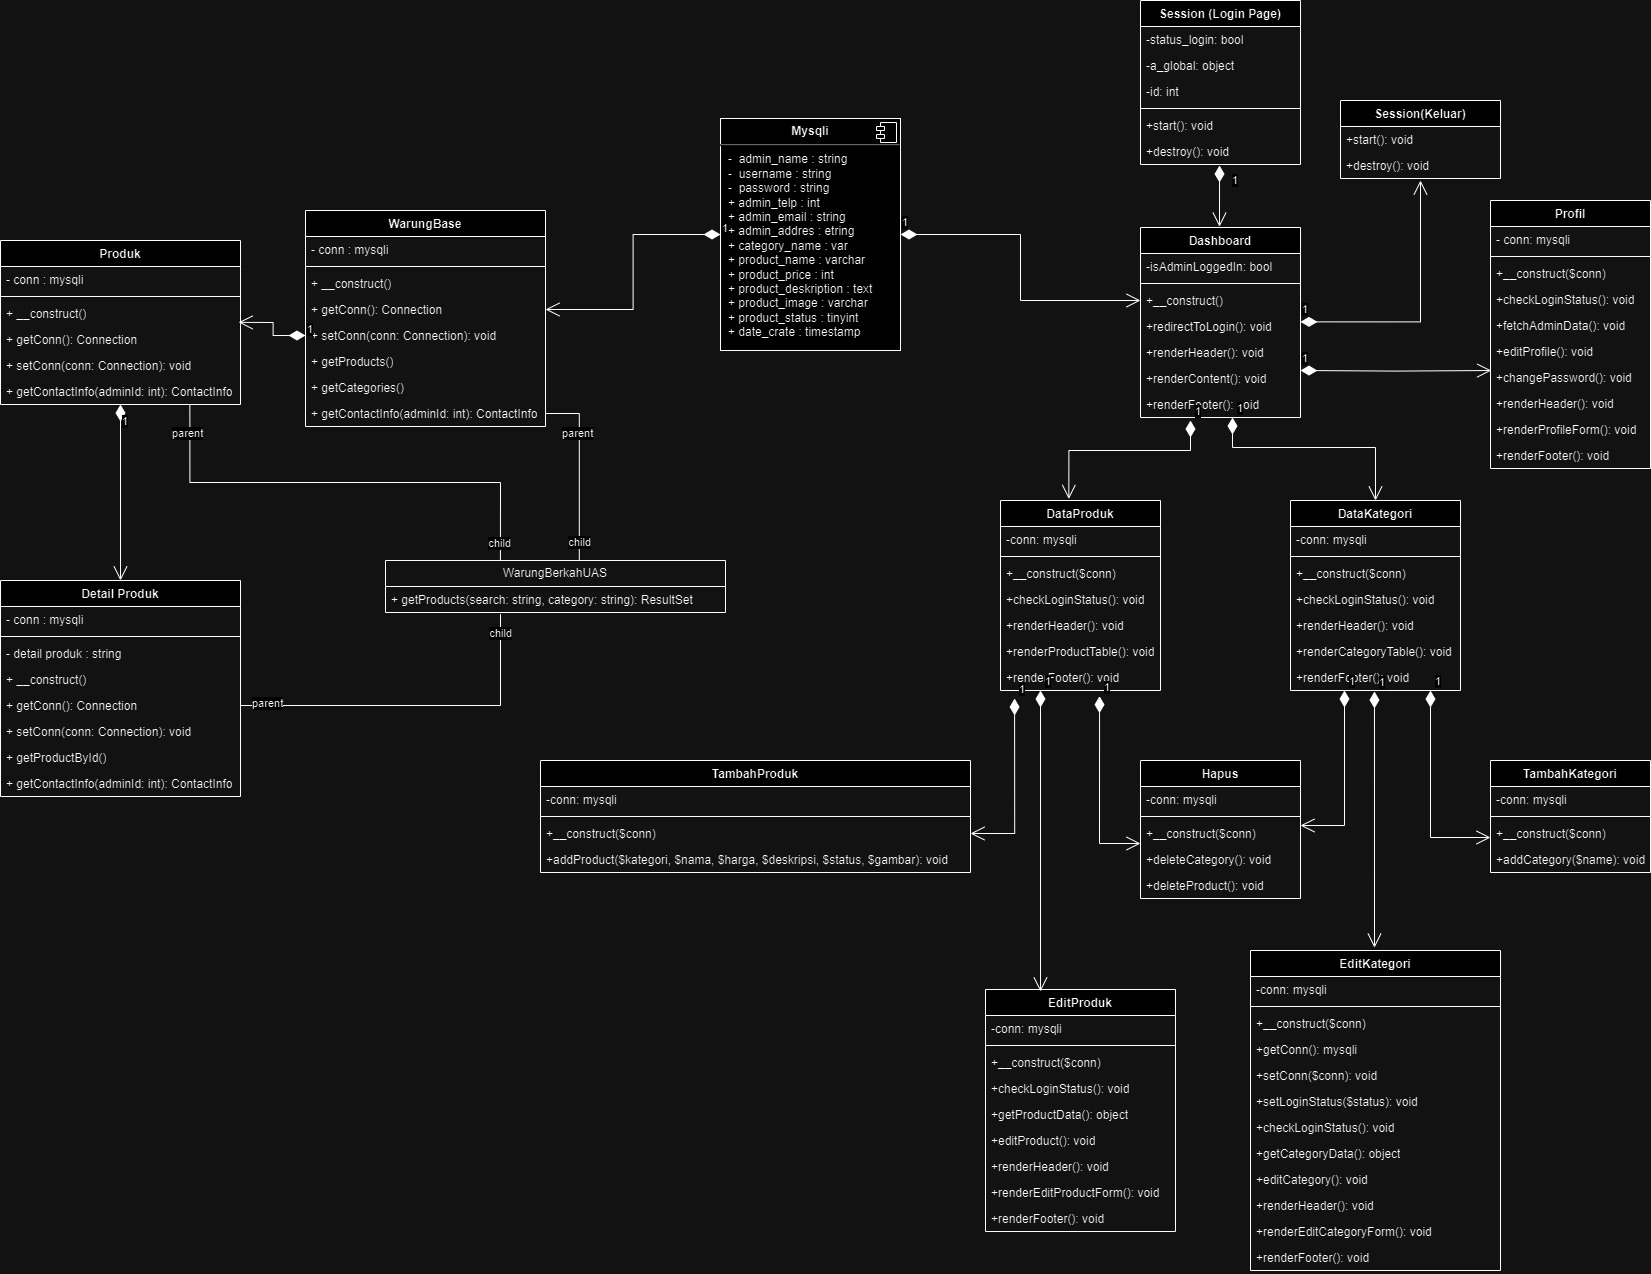 Session (Login Page)
-status_login: bool
-a_global: object
-id: int
+start(): void
+destroy(): void
1
Session(Keluar)
+start(): void
+destroy(): void
Mysqli
- admin_name : string
- username : string
- password : string
+ admin_telp : int
+ admin_email : string
+ admin_addres : etring
+ category_name : var
+ product_name : varchar
+ product_price : int
+ product_deskription : text
+ product_image : varchar
+ product_status : tinyint
+ date_crate : timestamp
1
1
WarungBase
- conn : mysqli
+ __construct()
+ getConn(): Connection
+ setConn(conn: Connection): void
+ getProducts()
+ getCategories()
+ getContactInfo(adminId: int): ContactInfo
1
parent
child
Produk
- conn : mysqli
+ __construct()
+ getConn(): Connection
+ setConn(conn: Connection): void
+ getContactInfo(adminId: int): ContactInfo
1
parent
child
Dashboard
-isAdminLoggedIn: bool
+__construct()
+redirectToLogin(): void
+renderHeader(): void
+renderContent(): void
+renderFooter(): void
1
1
1
1
Profil
- conn: mysqli
+__construct($conn)
+checkLoginStatus(): void
+fetchAdminData(): void
+editProfile(): void
+changePassword(): void
+renderHeader(): void
+renderProfileForm(): void
+renderFooter(): void
WarungBerkahUAS
+ getProducts(search: string, category: string): ResultSet
child
parent
Detail Produk
- conn : mysqli
- detail produk : string
+ __construct()
+ getConn(): Connection
+ setConn(conn: Connection): void
+ getProductById()
+ getContactInfo(adminId: int): ContactInfo
DataProduk
-conn: mysqli
+__construct($conn)
+checkLoginStatus(): void
+renderHeader(): void
+renderProductTable(): void
+renderFooter(): void
1
1
1
DataKategori
-conn: mysqli
+__construct($conn)
+checkLoginStatus(): void
+renderHeader(): void
+renderCategoryTable(): void
+renderFooter(): void
1
1
1
TambahProduk
-conn: mysqli
+__construct($conn)
+addProduct($kategori, $nama, $harga, $deskripsi, $status, $gambar): void
Hapus
-conn: mysqli
+__construct($conn)
+deleteCategory(): void
+deleteProduct(): void
TambahKategori
-conn: mysqli
+__construct($conn)
+addCategory($name): void
EditProduk
-conn: mysqli
+__construct($conn)
+checkLoginStatus(): void
+getProductData(): object
+editProduct(): void
+renderHeader(): void
+renderEditProductForm(): void
+renderFooter(): void
EditKategori
-conn: mysqli
+__construct($conn)
+getConn(): mysqli
+setConn($conn): void
+setLoginStatus($status): void
+checkLoginStatus(): void
+getCategoryData(): object
+editCategory(): void
+renderHeader(): void
+renderEditCategoryForm(): void
+renderFooter(): void